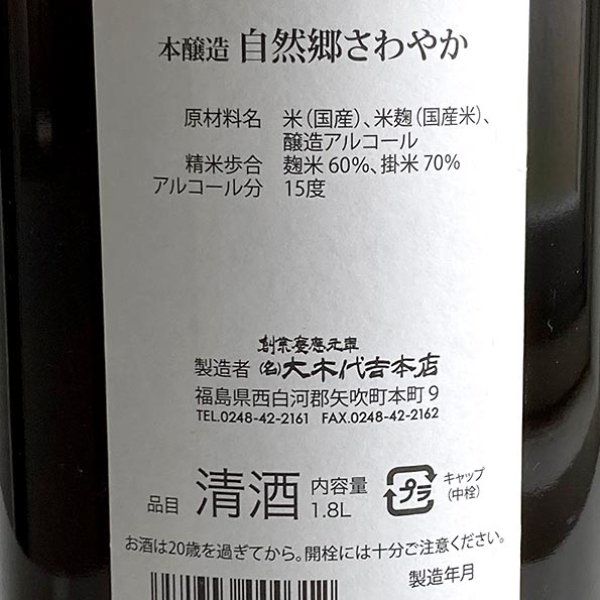 本醸造 自然郷さわやか
原材料名 米（国産）、米麹（国産米）、
醸造アルコール
精米歩合 麹米60%、掛米70%
アルコール分 15度
創業慶應元年
製造者 （名）大木代吉本店
福島県西白河郡矢吹町本町9
TEL.0248-42-2161 FAX.0248-42-2162
品目 清酒 内容量 1.8L プラ キャップ（中栓）
お酒は20歳を過ぎてから。開栓には十分ご注意ください。
製造年月